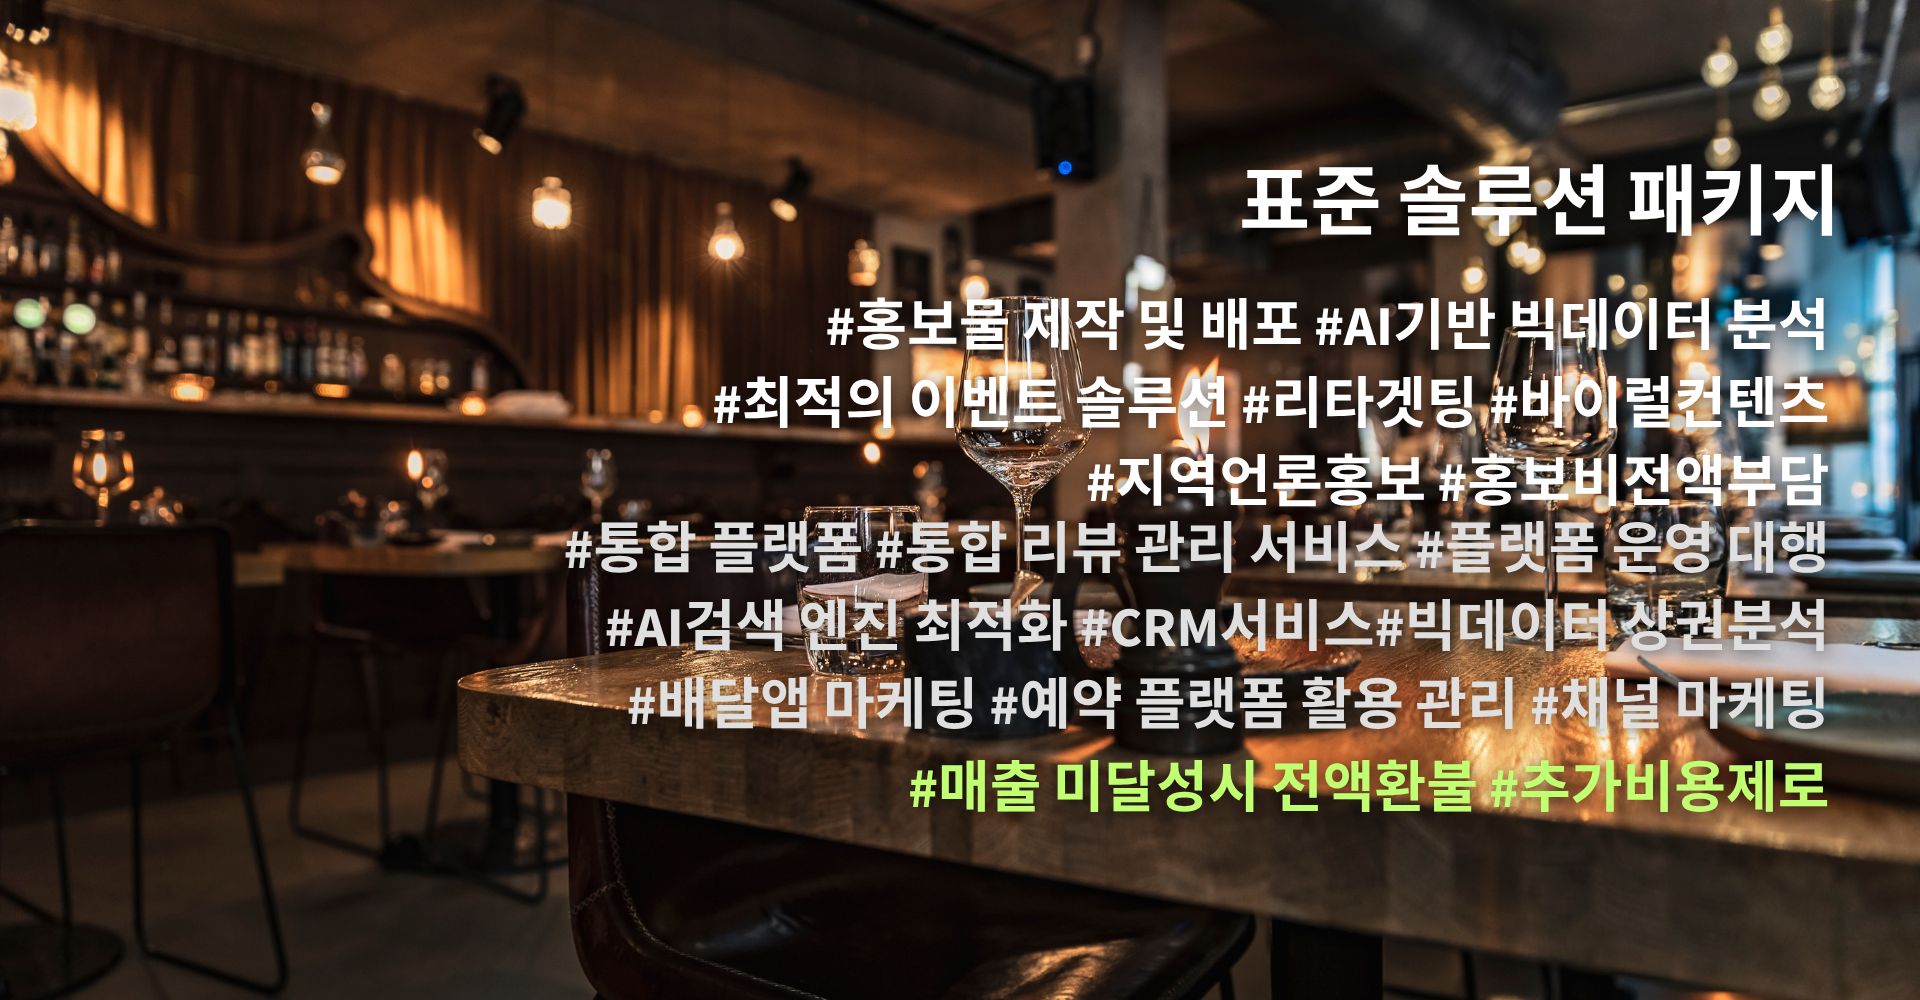 표준 솔루션 패키지
#홍보물 제작 및 배포 #AI기반 빅데이터 분석
#최적의 이벤트 솔루션 #리타겟팅 #바이럴컨텐츠
#지역언론홍보 #홍보비전액부담
#통합 플랫폼 #통합 리뷰 관리 서비스 #플랫폼 운영 대행
#AI검색 엔진 최적화 #CRM서비스#빅데이터 상권분석
#배달앱 마케팅 #예약 플랫폼 활용 관리 #채널 마케팅
#매출 미달성시 전액환불 #추가비용제로